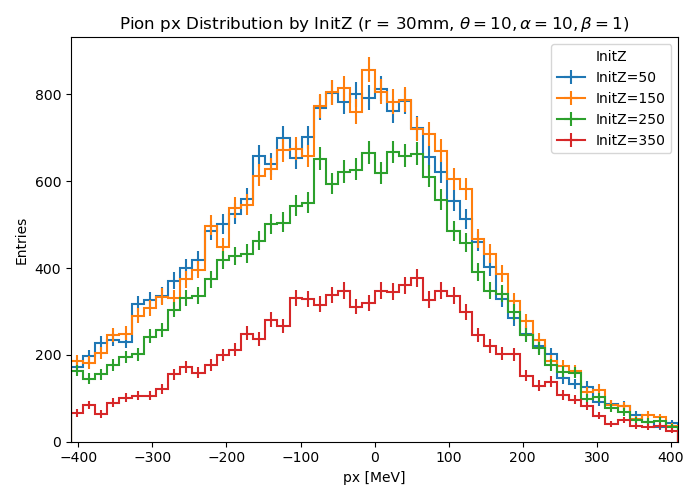 Pion px Distribution by InitZ (r = 30mm, θ = 10, α = 10, β = 1)
InitZ
InitZ=50
InitZ=150
InitZ=250
InitZ=350
Entries
800
600
400
200
0
−400 −300 −200 −100 0 100 200 300 400
px [MeV]